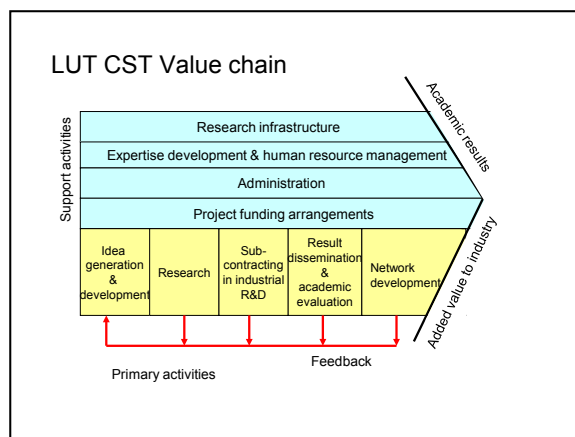 LUT CST Value chain
Support activities
Research infrastructure
Expertise development & human resource management
Administration
Project funding arrangements
Academic results
Idea
generation
&
development
Research
Sub-
contracting
in industrial
R&D
Result
dissemination
&
academic
evaluation
Network
development
Added value to industry
Feedback
Primary activities